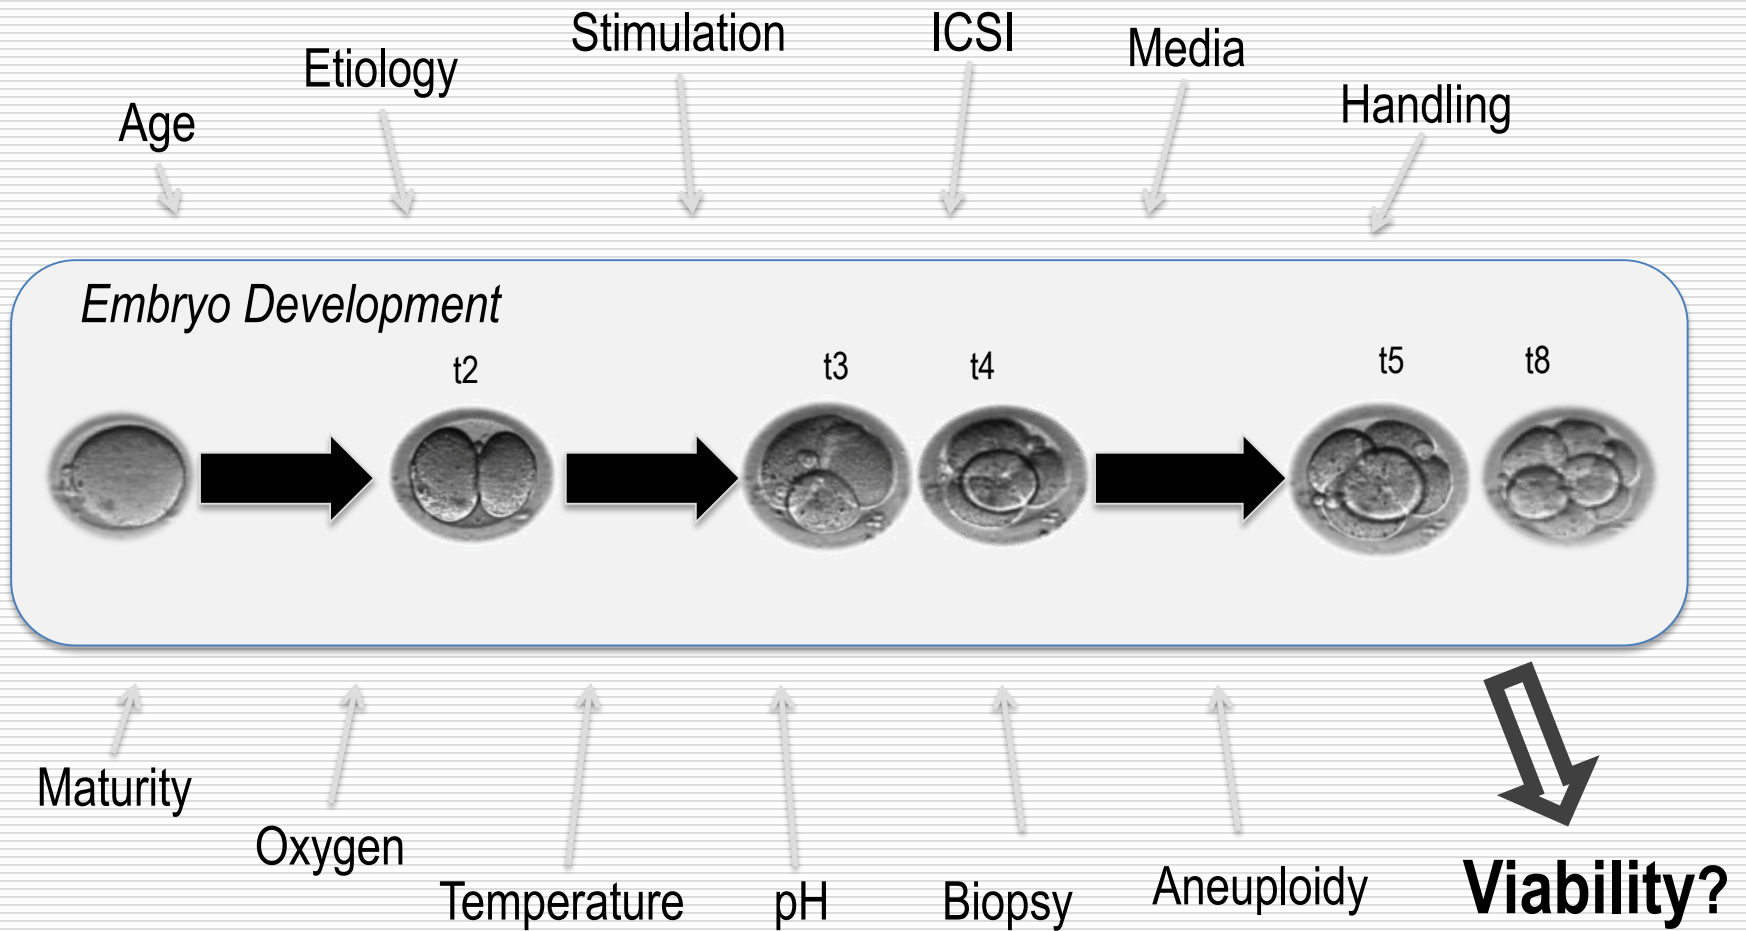 Stimulation
ICSI
Media
Etiology
Handling
Age
Embryo Development
t2
t3
t4
t5
t8
Maturity
Oxygen
Temperature
pH
Biopsy
Aneuploidy
Viability?